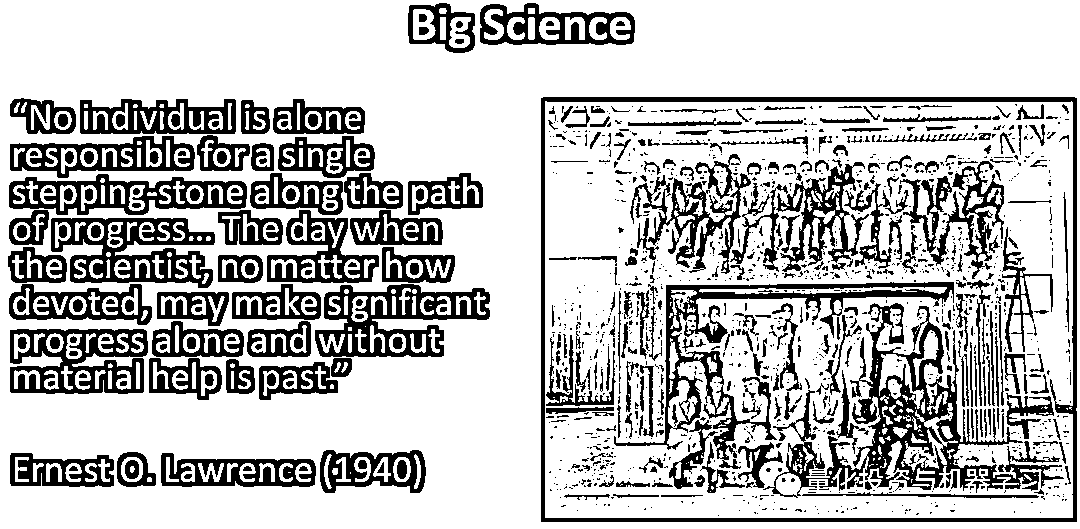 Big Science
“No individual is alone
responsible for a single
stepping-stone along the path
of progress... The day when
the scientist, no matter how
devoted, may make significant
progress alone and without
material help is past.”
Ernest O. Lawrence (1940)
量化投资与机器学习